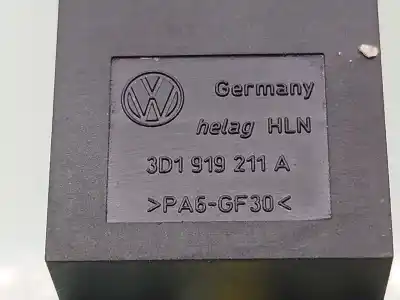 Germany
helag HLN
3D1 919 211 A
>PA6-GF30<